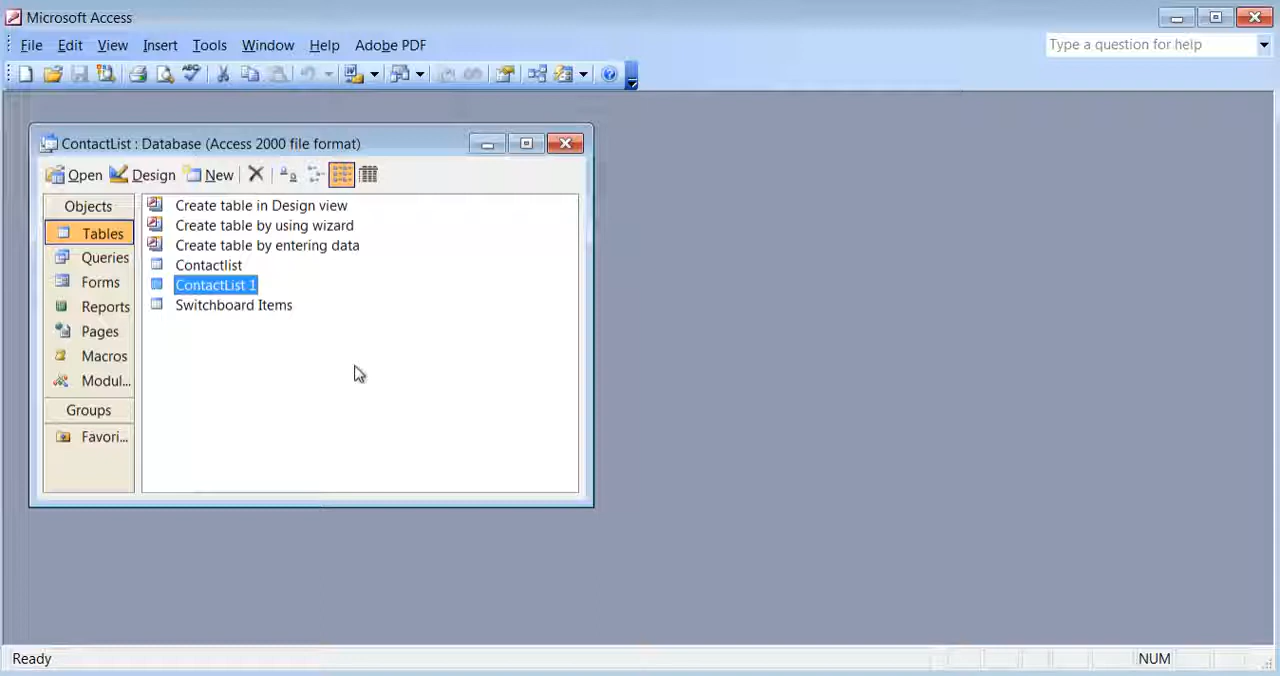 Microsoft Access
File Edit View Insert Tools Window Help Adobe PDF
Type a question for help
ContactList : Database (Access 2000 file format)
Open Design New
Objects
Tables
Queries
Forms
Reports
Pages
Macros
Modul...
Groups
Favori...
Create table in Design view
Create table by using wizard
Create table by entering data
Contactlist
ContactList 1
Switchboard Items
Ready
NUM